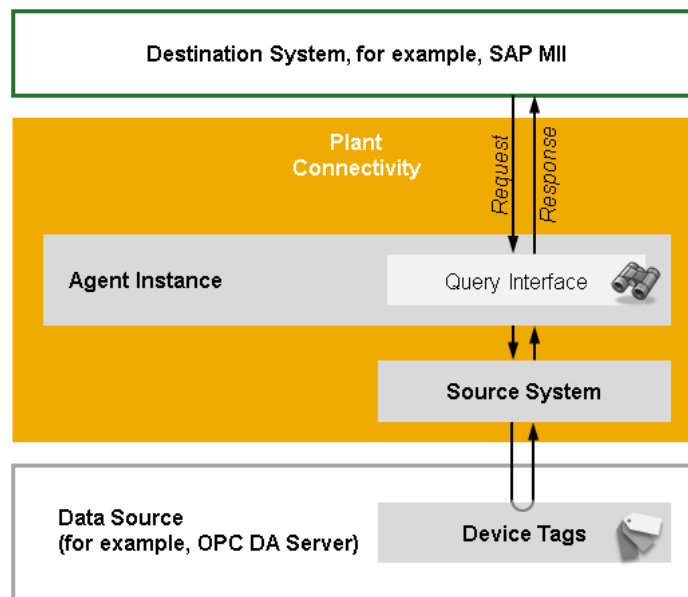 Destination System, for example, SAP MII
Plant
Connectivity
Request
Response
Agent Instance
Query Interface
Source System
Data Source
(for example, OPC DA Server)
Device Tags